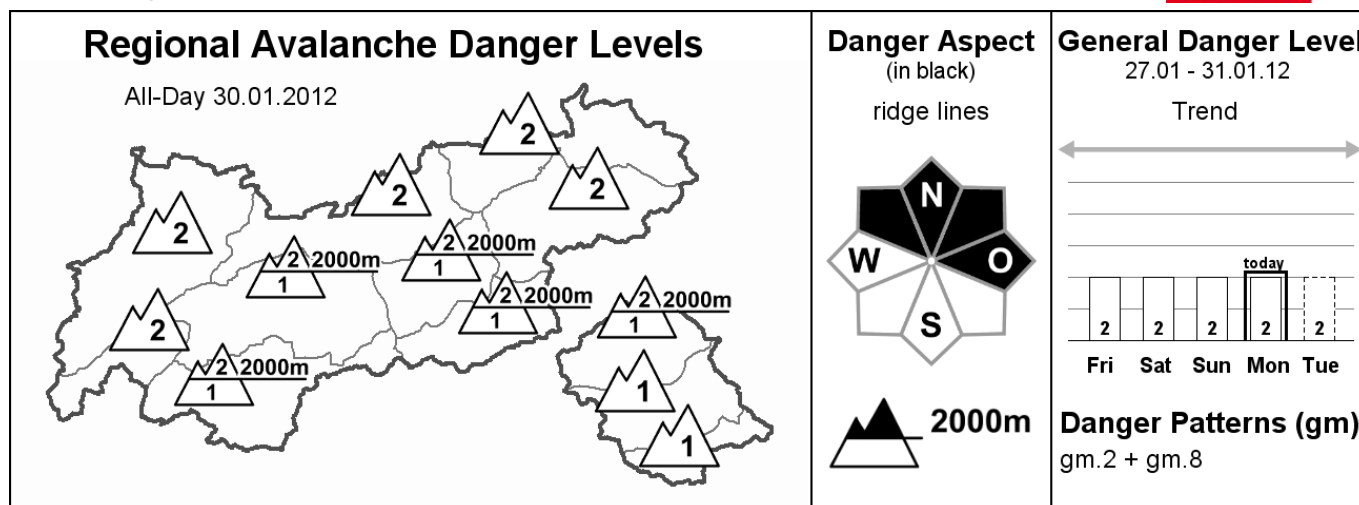 Regional Avalanche Danger Levels
All-Day 30.01.2012
2
2
2
2
2 2000m
1
2 2000m
1
2 2000m
1
2 2000m
1
2
2 2000m
1
1
1
Danger Aspect
(in black)
ridge lines
N
W O
S
2000m
General Danger Level
27.01 - 31.01.12
Trend
today
2 2 2 2 2
Fri Sat Sun Mon Tue
Danger Patterns (gm)
gm.2 + gm.8